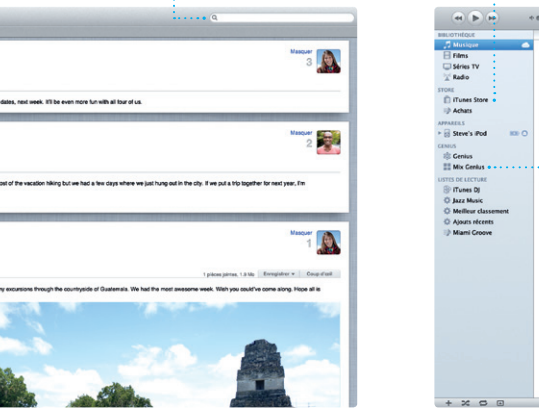 Masquer
3
dates, next week. It'll be even more fun with all four of us.
Masquer
2
ost of the vacation hiking but we had a few days where we just hung out in the city. If we put a trip together for next year, I'm
Masquer
1
1 pièces jointes, 1,9 Mo Enregistrer Coup d'œil
ny excursions through the countryside of Guatemala. We had the most awesome week. Wish you could've come along. Hope all is
BIBLIOTHÈQUE
Musique
Films
Séries TV
Radio
STORE
iTunes Store
Achats
APPAREILS
Steve's iPod
GENIUS
Genius
Mix Genius
LISTES DE LECTURE
iTunes DJ
Jazz Music
Meilleur classement
Ajouts récents
Miami Groove